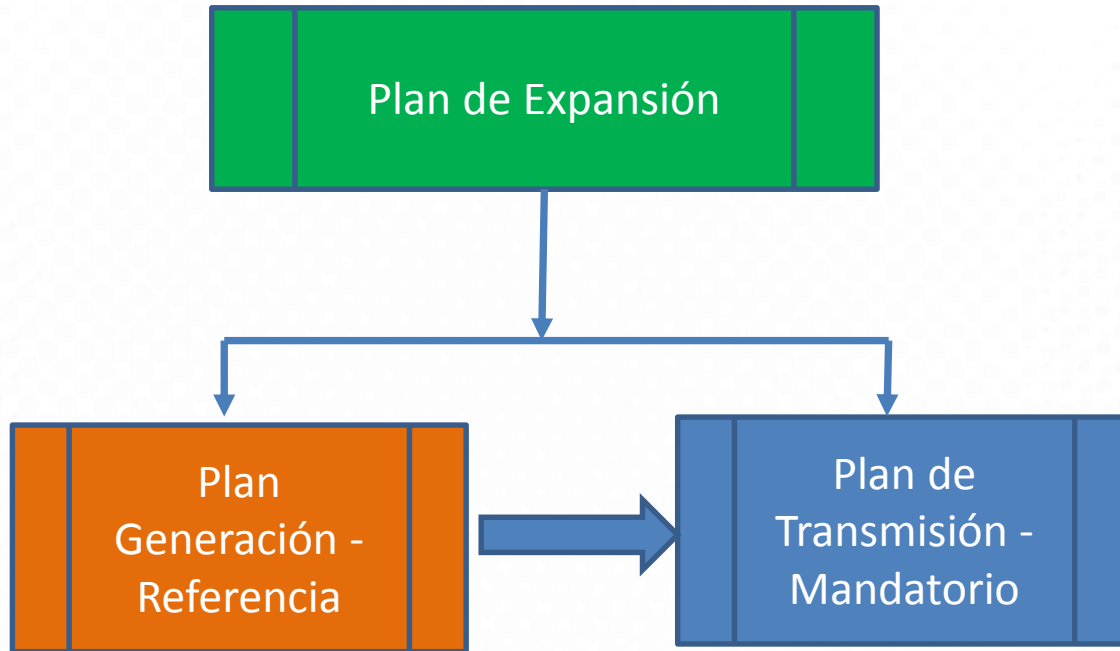 Plan de Expansión
Plan
Generación -
Referencia
Plan de
Transmisión -
Mandatorio